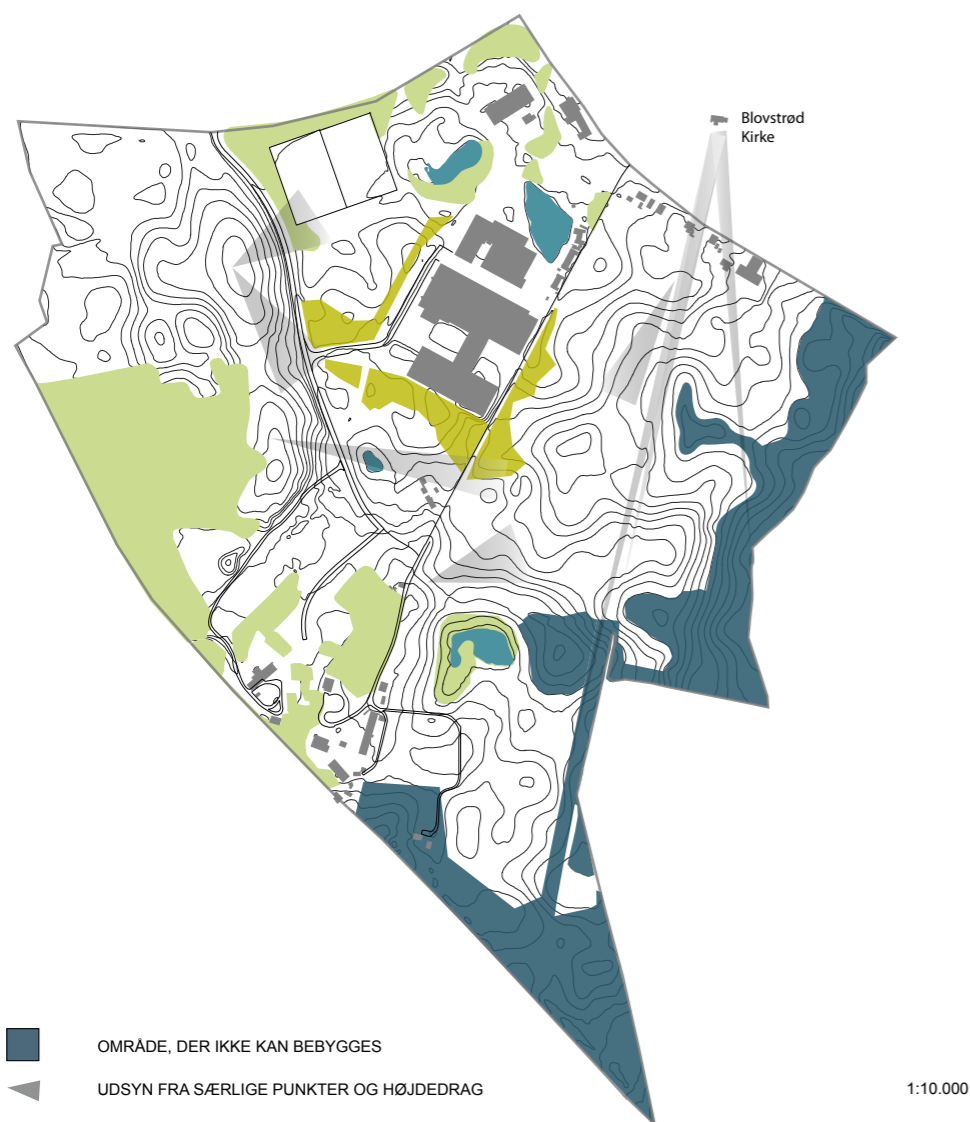 Blovstrød
Kirke
OMRÅDE, DER IKKE KAN BEBYGGES
UDSYN FRA SÆRLIGE PUNKTER OG HØJDEDRAG
1:10.000